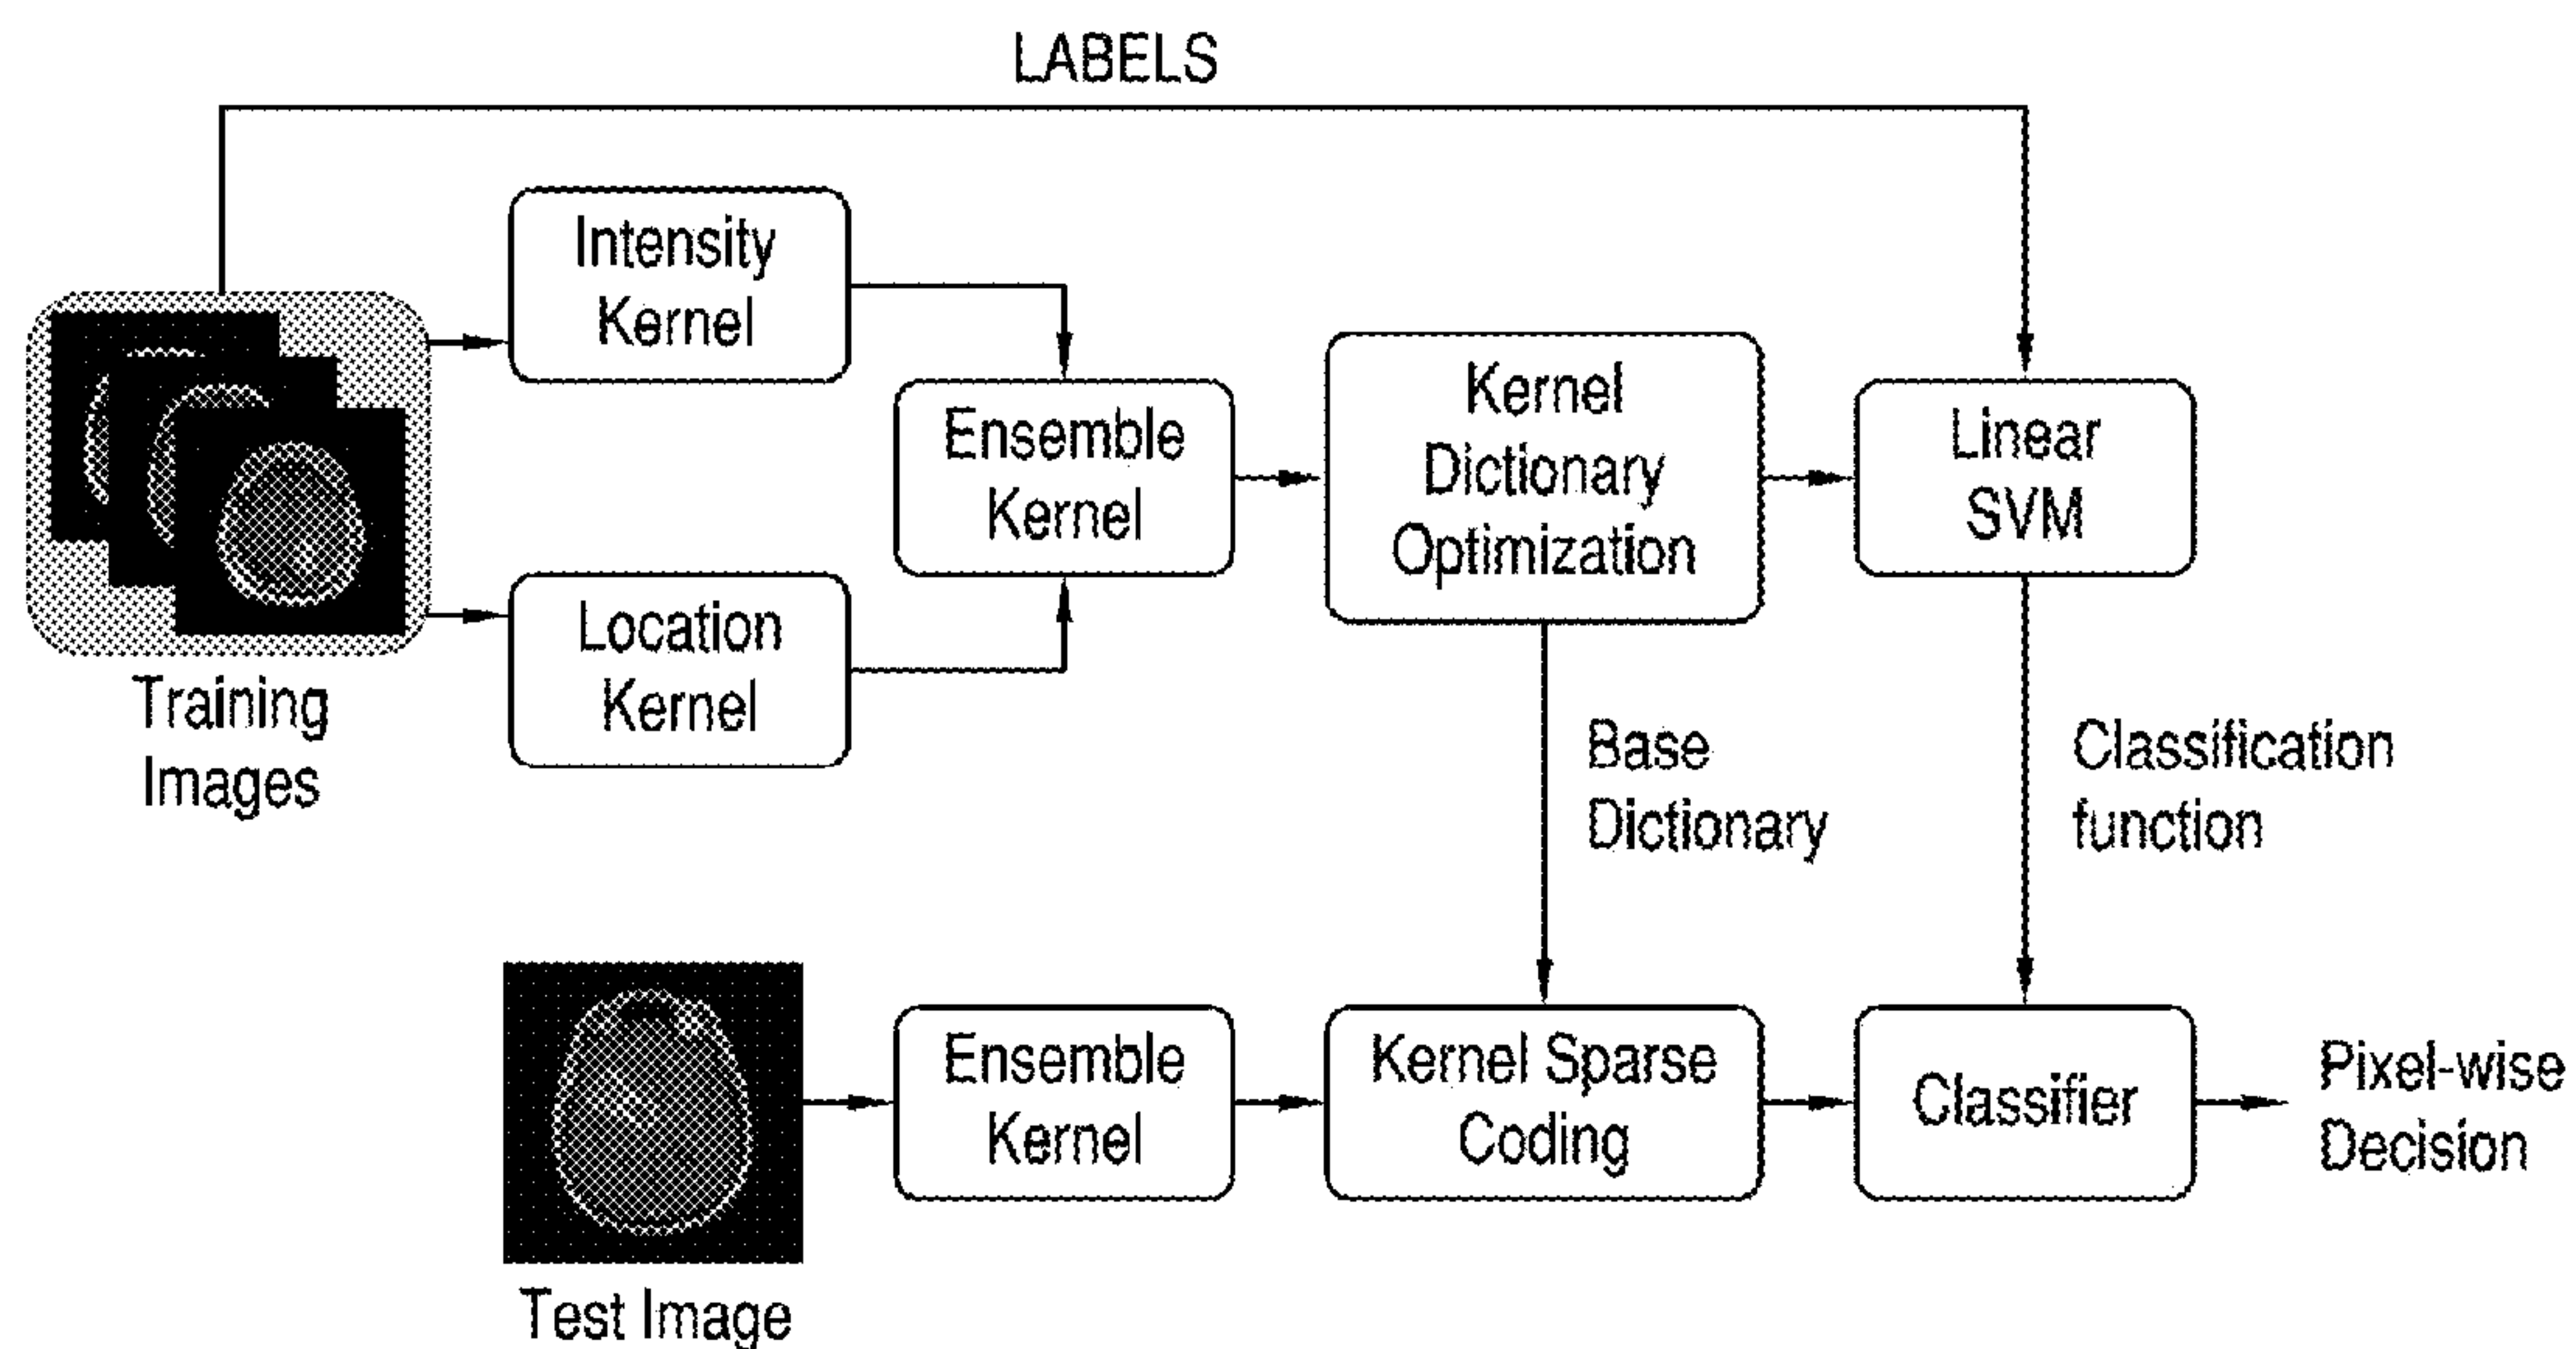 LABELS
Intensity
Kernel
Ensemble
Kernel
Kernel
Dictionary
Optimization
Linear
SVM
Location
Kernel
Training
Images
Base
Dictionary
Classification
function
Ensemble
Kernel
Kernel Sparse
Coding
Classifier
Pixel-wise
Decision
Test Image